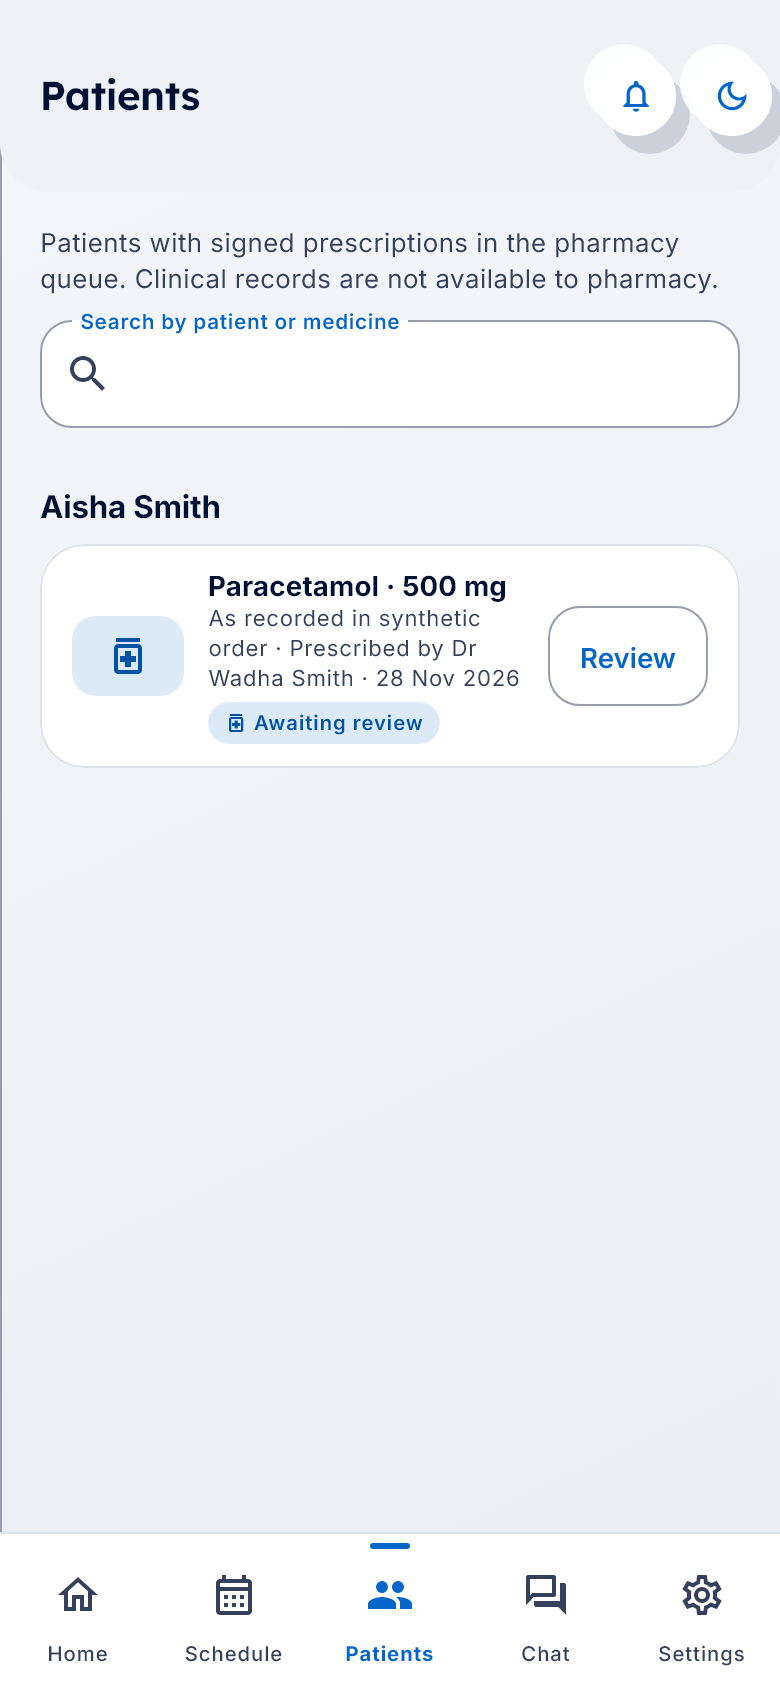 Patients
Patients with signed prescriptions in the pharmacy
queue. Clinical records are not available to pharmacy.
Search by patient or medicine
Aisha Smith
Paracetamol · 500 mg
As recorded in synthetic
order · Prescribed by Dr
Wadha Smith · 28 Nov 2026
Awaiting review
Review
Home
Schedule
Patients
Chat
Settings